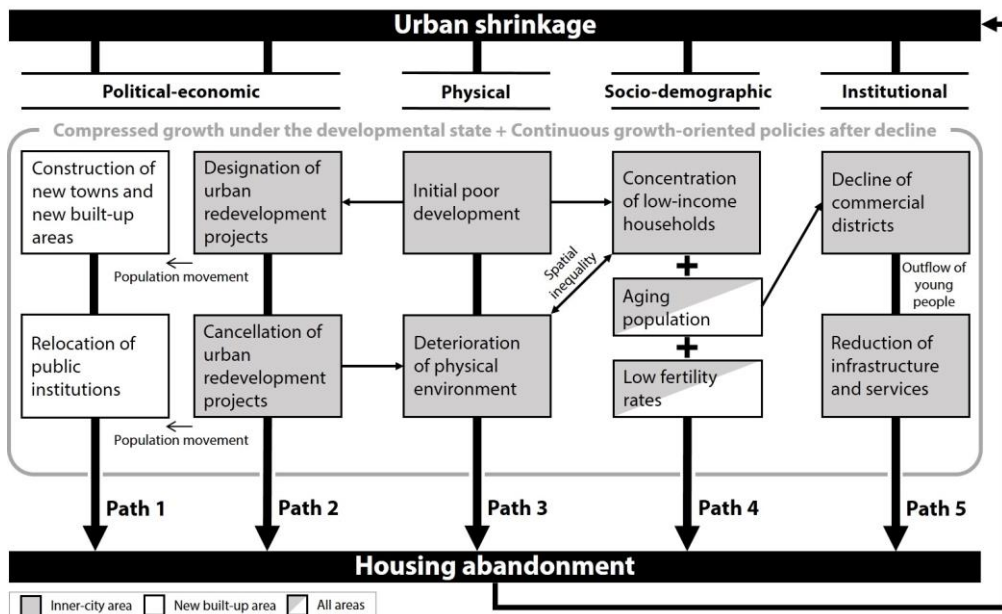 Urban shrinkage
Political-economic
Physical
Socio-demographic
Institutional
Compressed growth under the developmental state + Continuous growth-oriented policies after decline
Construction of
new towns and
new built-up
areas
Designation of
urban
redevelopment
projects
Initial poor
development
Concentration
of low-income
households
Decline of
commercial
districts
Population movement
Spatial
inequality
+
Outflow of
young
people
Aging
population
Relocation of
public
institutions
Cancellation of
urban
redevelopment
projects
Deterioration
of physical
environment
+
Low fertility
rates
Reduction of
infrastructure
and services
Population movement
Path 1
Path 2
Path 3
Path 4
Path 5
Housing abandonment
Inner-city area
New built-up area
All areas